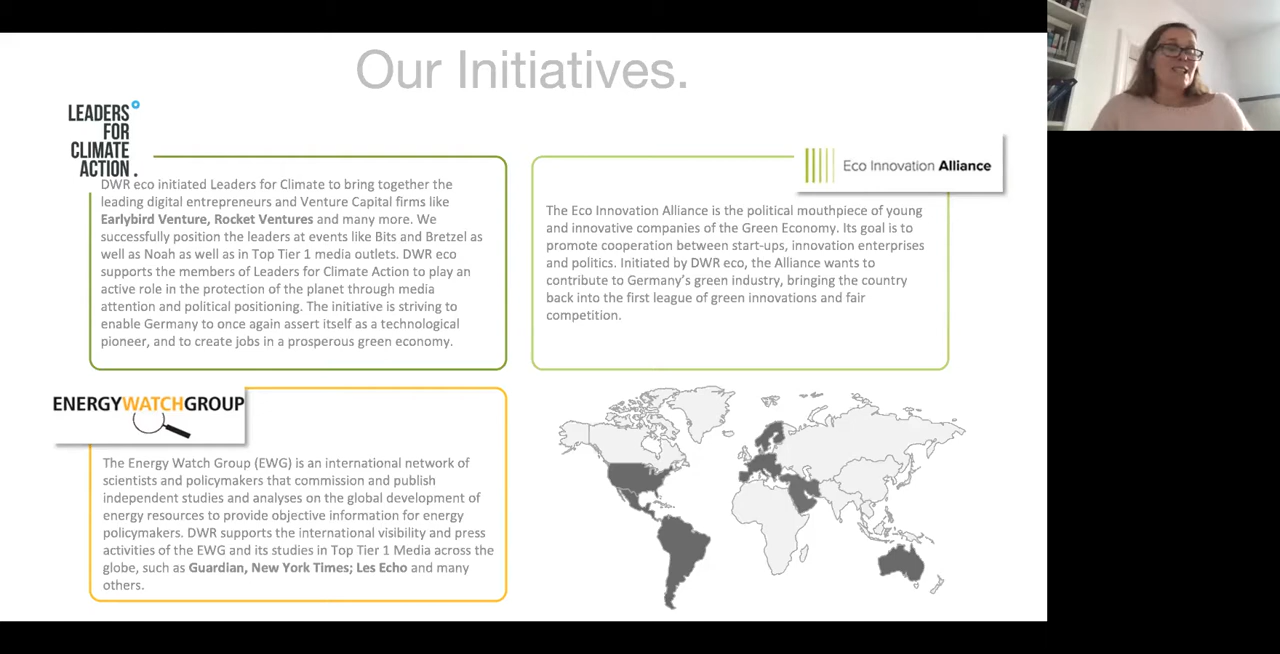 Our Initiatives.
LEADERS
FOR
CLIMATE
ACTION.
DWR eco initiated Leaders for Climate to bring together the
leading digital entrepreneurs and Venture Capital firms like
Earlybird Venture, Rocket Ventures and many more. We
successfully position the leaders at events like Bits and Bretzel as
well as Noah as well as in Top Tier 1 media outlets. DWR eco
supports the members of Leaders for Climate Action to play an
active role in the protection of the planet through media
attention and political positioning. The initiative is striving to
enable Germany to once again assert itself as a technological
pioneer, and to create jobs in a prosperous green economy.
Eco Innovation Alliance
The Eco Innovation Alliance is the political mouthpiece of young
and innovative companies of the Green Economy. Its goal is to
promote cooperation between start-ups, innovation enterprises
and politics. Initiated by DWR eco, the Alliance wants to
contribute to Germany's green industry, bringing the country
back into the first league of green innovations and fair
competition.
ENERGYWATCHGROUP
The Energy Watch Group (EWG) is an international network of
scientists and policymakers that commission and publish
independent studies and analyses on the global development of
energy resources to provide objective information for energy
policymakers. DWR supports the international visibility and press
activities of the EWG and its studies in Top Tier 1 Media across the
globe, such as Guardian, New York Times; Les Echo and many
others.